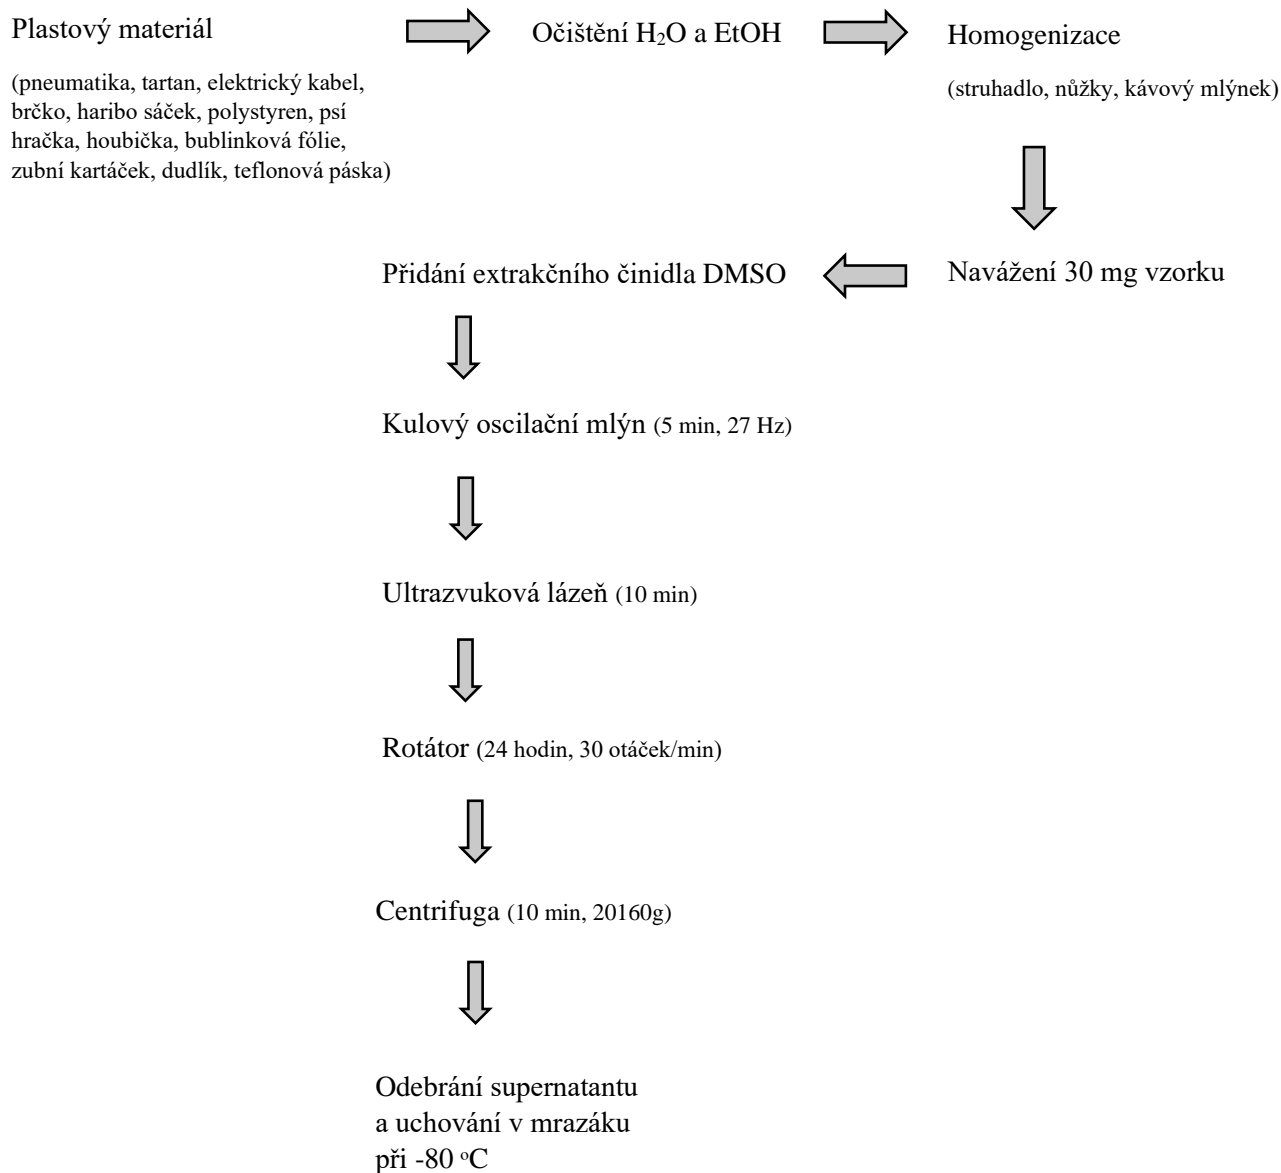 Plastový materiál
(pneumatika, tartan, elektrický kabel,
brčko, haribo sáček, polystyren, psí
hračka, houbička, bublinková fólie,
zubní kartáček, dudlík, teflonová páska)
Očištění H₂O a EtOH
Homogenizace
(struhadlo, nůžky, kávový mlýnek)
Navážení 30 mg vzorku
Přidání extrakčního činidla DMSO
Kulový oscilační mlýn (5 min, 27 Hz)
Ultrazvuková lázeň (10 min)
Rotátor (24 hodin, 30 otáček/min)
Centrifuga (10 min, 20160g)
Odebrání supernatantu
a uchování v mrazáku
při -80 °C